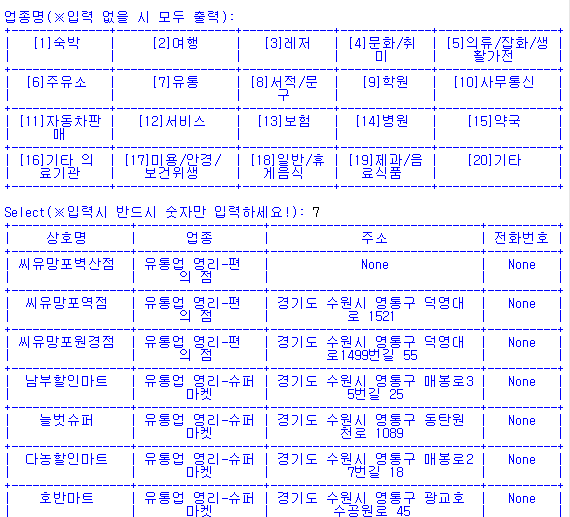 업종명(※입력 없을 시 모두 출력):
[1]숙박 [2]여행 [3]레저 [4]문화/취 [5]의류/잡화/생
미 활가전
[6]주유소 [7]유통 [8]서적/문 [9]학원 [10]사무통신
구
[11]자동차판 [12]서비스 [13]보험 [14]병원 [15]약국
매
[16]기타 의 [17]미용/안경/ [18]일반/휴 [19]제과/음 [20]기타
료기관 보건위생 게음식 료식품
Select(※입력시 반드시 숫자만 입력하세요!): 7
상호명 업종 주소 전화번호
씨유망포벽산점 유통업 영리-편 None None
의 점
씨유망포역점 유통업 영리-편 경기도 수원시 영통구 덕영대 None
의 점 로 1521
씨유망포원경점 유통업 영리-편 경기도 수원시 영통구 덕영대 None
의 점 로1499번길 55
남부할인마트 유통업 영리-슈퍼 경기도 수원시 영통구 매봉로3 None
마켓 5번길 25
늘벗슈퍼 유통업 영리-슈퍼 경기도 수원시 영통구 동탄원 None
마켓 천로 1089
다농할인마트 유통업 영리-슈퍼 경기도 수원시 영통구 매봉로2 None
마켓 7번길 18
호반마트 유통업 영리-슈퍼 경기도 수원시 영통구 광교호 None
마켓 수공원로 45